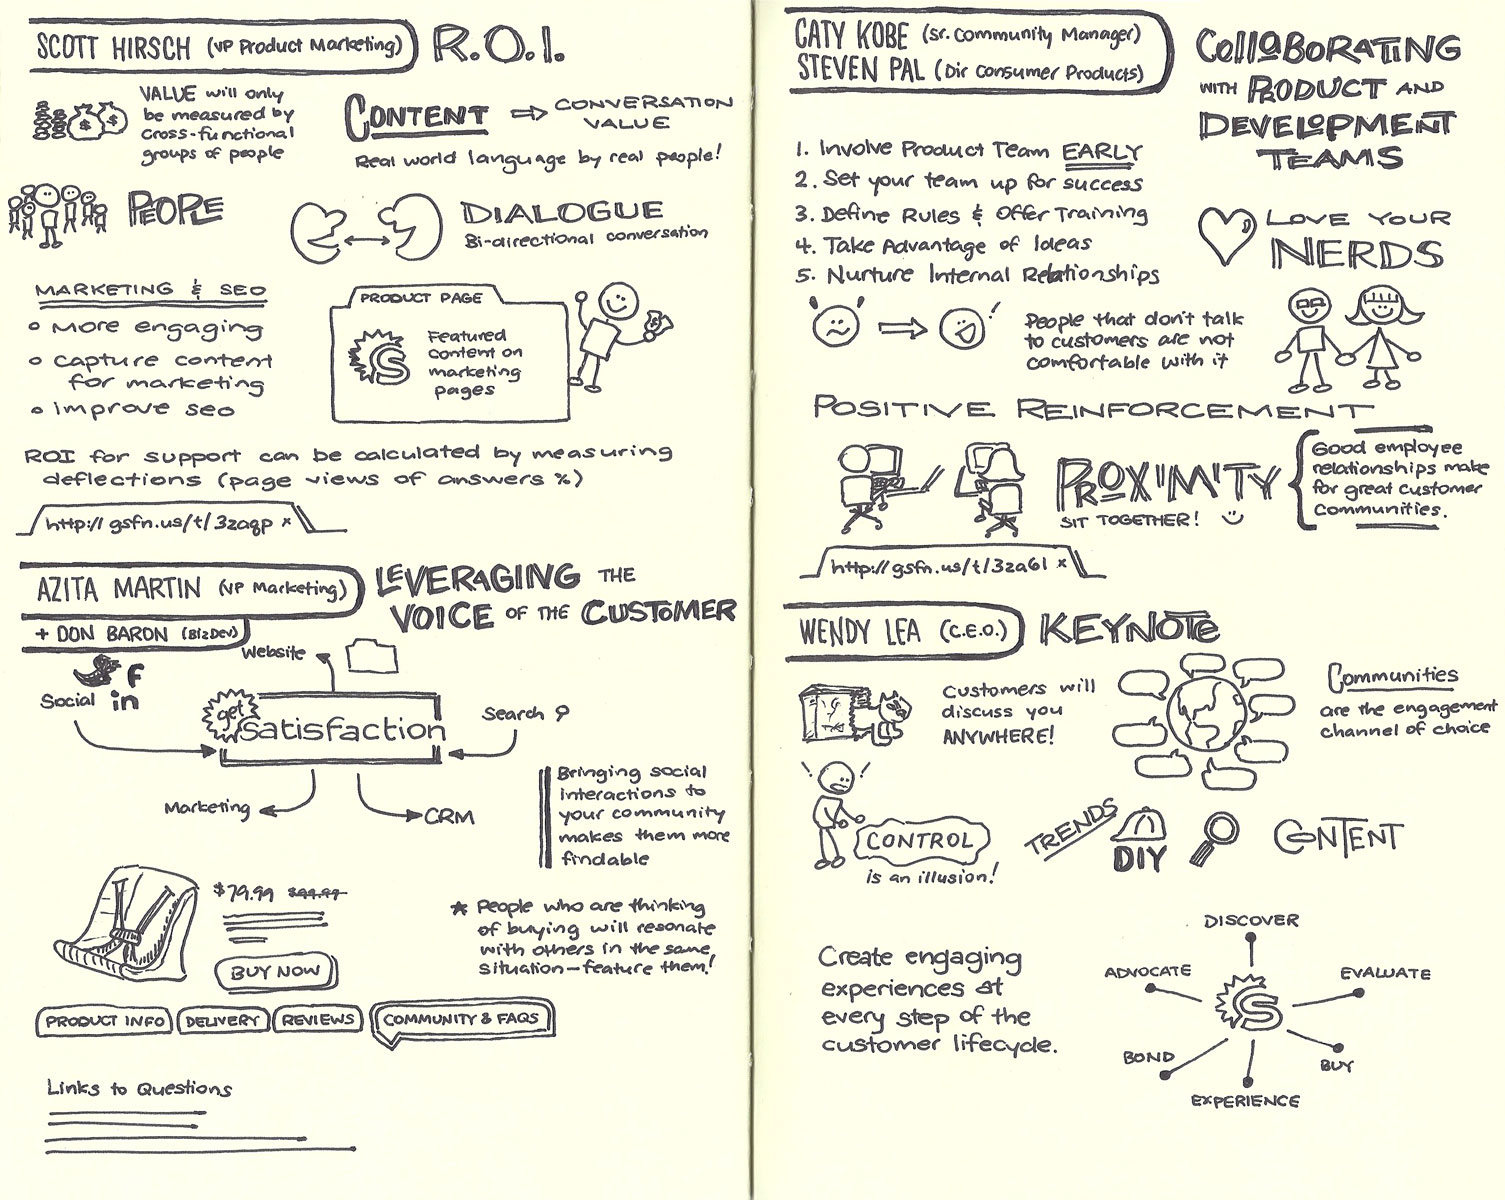 SCOTT HIRSCH (VP Product Marketing)
R.O.I.
VALUE will only
be measured by
cross-functional
groups of people
CONTENT ⇨ CONVERSATION
VALUE
Real world language by real people!
PEOPLE
DIALOGUE
Bi-directional conversation
MARKETING & SEO
• More engaging
• Capture content
for marketing
• improve seo
PRODUCT PAGE
Featured
content on
marketing
pages
ROI for support can be calculated by measuring
deflections (page views of answers %)
http://gsfn.us/t/3zaqp x
AZITA MARTIN (VP Marketing)
+ DON BARON (BizDev)
LEVERAGING THE
VOICE OF THE CUSTOMER
Website
Social
f
in
get
Satisfaction
Search
Marketing
CRM
Bringing social
interactions to
your community
makes them more
findable
$79.99 $99.99
BUY NOW
* People who are thinking
of buying will resonate
with others in the same
situation—feature them!
PRODUCT INFO
DELIVERY
REVIEWS
COMMUNITY & FAQS
Links to Questions
CATY KOBE (Sr. Community Manager)
STEVEN PAL (Dir Consumer Products)
COLLABORATING
WITH PRODUCT AND
DEVELOPMENT
TEAMS
1. Involve Product Team EARLY
2. Set your team up for success
3. Define Rules & Offer Training
4. Take Advantage of Ideas
5. Nurture Internal Relationships
LOVE YOUR
NERDS
People that don't talk
to customers are not
comfortable with it
POSITIVE REINFORCEMENT
PROXIMITY
SIT TOGETHER!
Good employee
relationships make
for great customer
communities.
http://gsfn.us/t/3za6l x
WENDY LEA (C.E.O.)
KEYNOTE
Customers will
discuss you
ANYWHERE!
Communities
are the engagement
channel of choice
CONTROL
is an illusion!
TRENDS
DIY
CONTENT
Create engaging
experiences at
every step of the
customer lifecycle.
DISCOVER
ADVOCATE
EVALUATE
BOND
BUY
EXPERIENCE